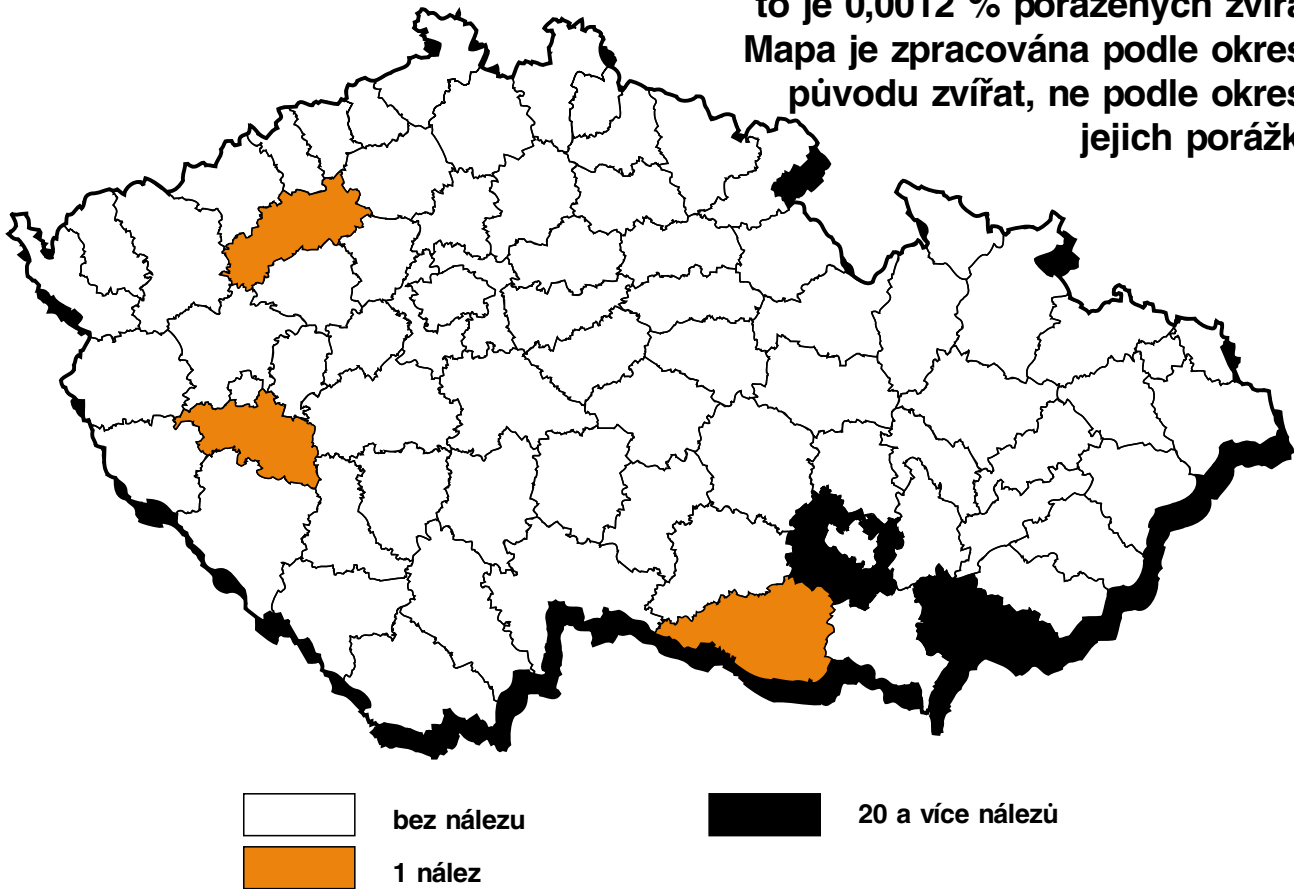 to je 0,0012 % poražených zvířa
Mapa je zpracována podle okres
původu zvířat, ne podle okres
jejich porážk
bez nálezu
20 a více nálezů
1 nález